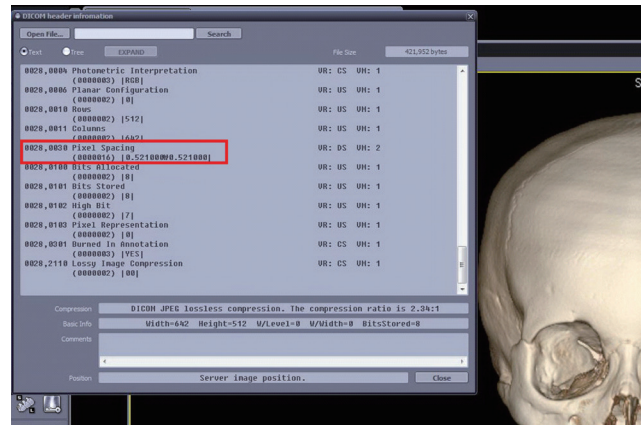 DICOM header infromation
Open File... Search
Text Tree EXPAND File Size 421,952 bytes
0028,0004 Photometric Interpretation VR: CS VM: 1
(0000003) |RGB|
0028,0006 Planar Configuration VR: US VM: 1
(0000002) |0|
0028,0010 Rows VR: US VM: 1
(0000002) |512|
0028,0011 Columns VR: US VM: 1
(0000002) |642|
0028,0030 Pixel Spacing VR: DS VM: 2
(0000016) |0.521000₩0.521000|
0028,0100 Bits Allocated VR: US VM: 1
(0000002) |8|
0028,0101 Bits Stored VR: US VM: 1
(0000002) |8|
0028,0102 High Bit VR: US VM: 1
(0000002) |7|
0028,0103 Pixel Representation VR: US VM: 1
(0000002) |0|
0028,0301 Burned In Annotation VR: CS VM: 1
(0000003) |YES|
0028,2110 Lossy Image Compression VR: CS VM: 1
(0000002) |00|
Compression DICOM JPEG lossless compression. The compression ratio is 2.34:1
Basic Info Width=642 Height=512 W/Level=0 W/Width=0 BitsStored=8
Comments
Position Server image position. Close
S